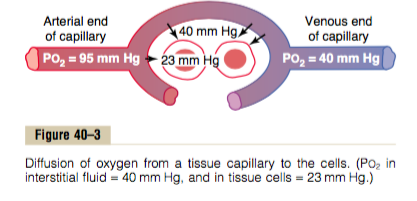 Arterial end
of capillary
Venous end
of capillary
40 mm Hg
PO₂ = 95 mm Hg
23 mm Hg
PO₂ = 40 mm Hg
Figure 40–3
Diffusion of oxygen from a tissue capillary to the cells. (PO₂ in
interstitial fluid = 40 mm Hg, and in tissue cells = 23 mm Hg.)